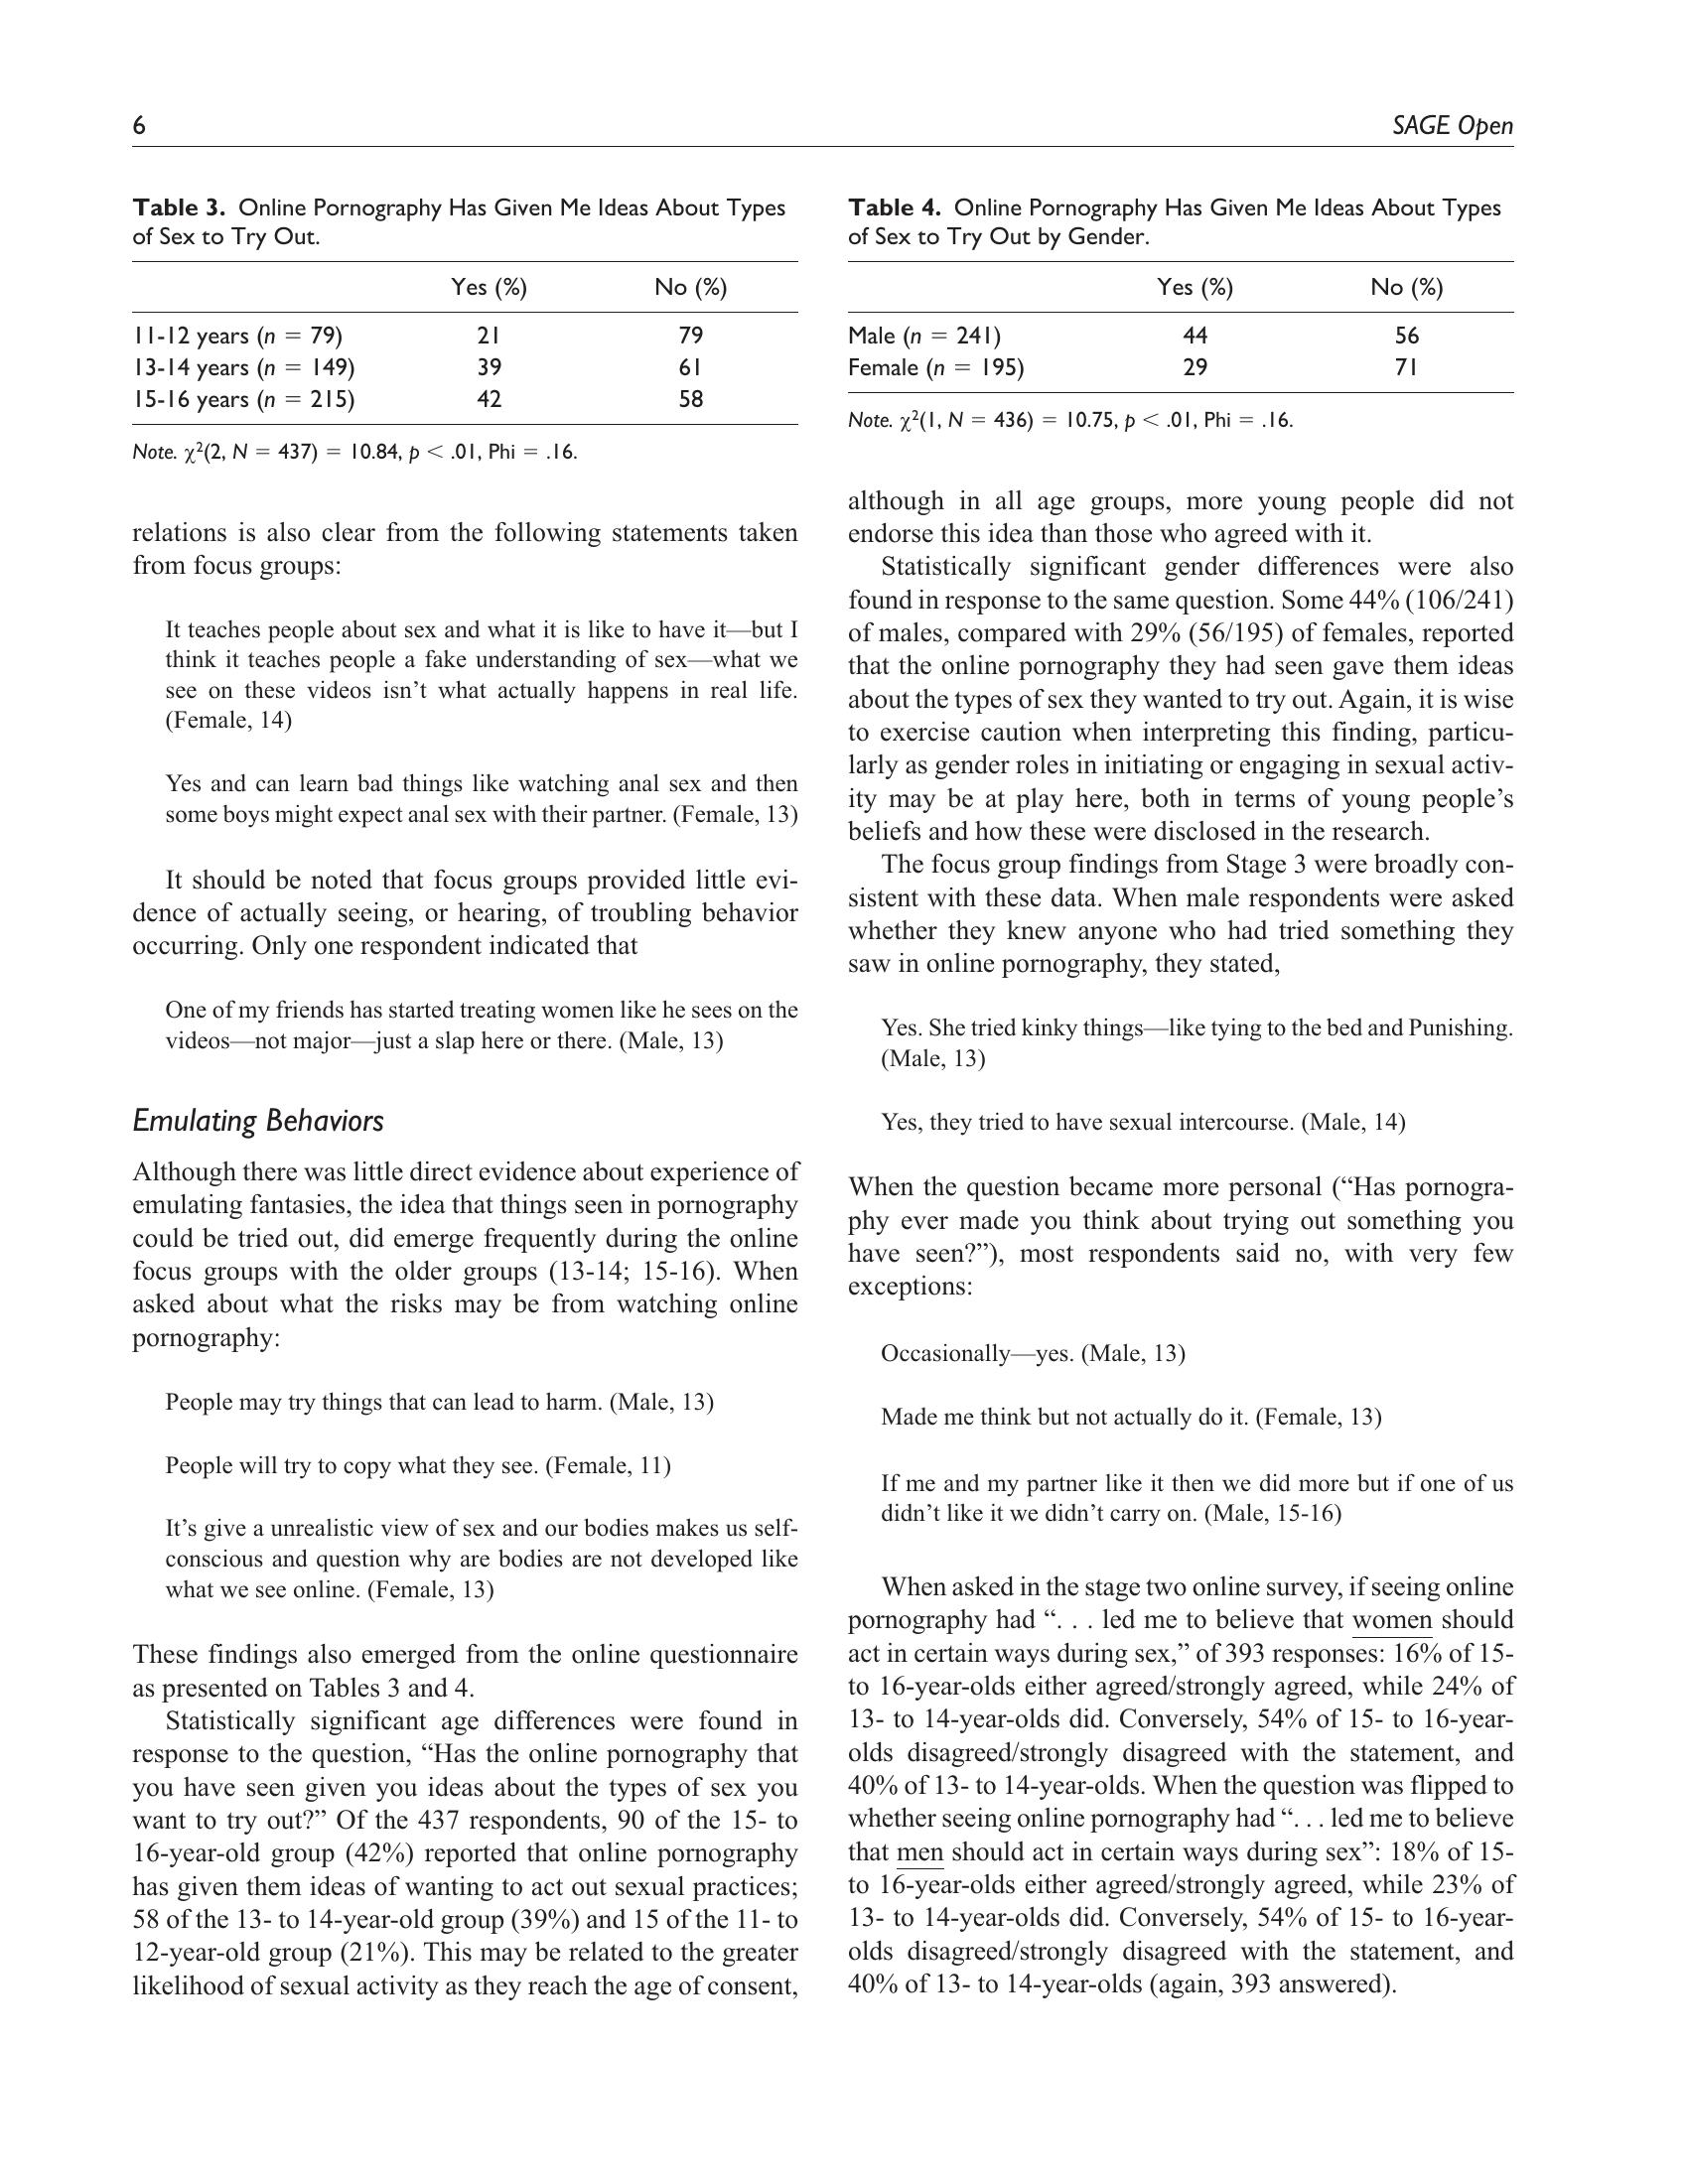 6
SAGE Open
Table 3. Online Pornography Has Given Me Ideas About Types
of Sex to Try Out.
Yes (%) No (%)
11-12 years (n = 79) 21 79
13-14 years (n = 149) 39 61
15-16 years (n = 215) 42 58
Note. χ²(2, N = 437) = 10.84, p < .01, Phi = .16.
relations is also clear from the following statements taken
from focus groups:
It teaches people about sex and what it is like to have it—but I
think it teaches people a fake understanding of sex—what we
see on these videos isn’t what actually happens in real life.
(Female, 14)
Yes and can learn bad things like watching anal sex and then
some boys might expect anal sex with their partner. (Female, 13)
It should be noted that focus groups provided little evi-
dence of actually seeing, or hearing, of troubling behavior
occurring. Only one respondent indicated that
One of my friends has started treating women like he sees on the
videos—not major—just a slap here or there. (Male, 13)
Emulating Behaviors
Although there was little direct evidence about experience of
emulating fantasies, the idea that things seen in pornography
could be tried out, did emerge frequently during the online
focus groups with the older groups (13-14; 15-16). When
asked about what the risks may be from watching online
pornography:
People may try things that can lead to harm. (Male, 13)
People will try to copy what they see. (Female, 11)
It’s give a unrealistic view of sex and our bodies makes us self-
conscious and question why are bodies are not developed like
what we see online. (Female, 13)
These findings also emerged from the online questionnaire
as presented on Tables 3 and 4.
Statistically significant age differences were found in
response to the question, “Has the online pornography that
you have seen given you ideas about the types of sex you
want to try out?” Of the 437 respondents, 90 of the 15- to
16-year-old group (42%) reported that online pornography
has given them ideas of wanting to act out sexual practices;
58 of the 13- to 14-year-old group (39%) and 15 of the 11- to
12-year-old group (21%). This may be related to the greater
likelihood of sexual activity as they reach the age of consent,
Table 4. Online Pornography Has Given Me Ideas About Types
of Sex to Try Out by Gender.
Yes (%) No (%)
Male (n = 241) 44 56
Female (n = 195) 29 71
Note. χ²(1, N = 436) = 10.75, p < .01, Phi = .16.
although in all age groups, more young people did not
endorse this idea than those who agreed with it.
Statistically significant gender differences were also
found in response to the same question. Some 44% (106/241)
of males, compared with 29% (56/195) of females, reported
that the online pornography they had seen gave them ideas
about the types of sex they wanted to try out. Again, it is wise
to exercise caution when interpreting this finding, particu-
larly as gender roles in initiating or engaging in sexual activ-
ity may be at play here, both in terms of young people’s
beliefs and how these were disclosed in the research.
The focus group findings from Stage 3 were broadly con-
sistent with these data. When male respondents were asked
whether they knew anyone who had tried something they
saw in online pornography, they stated,
Yes. She tried kinky things—like tying to the bed and Punishing.
(Male, 13)
Yes, they tried to have sexual intercourse. (Male, 14)
When the question became more personal (“Has pornogra-
phy ever made you think about trying out something you
have seen?”), most respondents said no, with very few
exceptions:
Occasionally—yes. (Male, 13)
Made me think but not actually do it. (Female, 13)
If me and my partner like it then we did more but if one of us
didn’t like it we didn’t carry on. (Male, 15-16)
When asked in the stage two online survey, if seeing online
pornography had “. . . led me to believe that women should
act in certain ways during sex,” of 393 responses: 16% of 15-
to 16-year-olds either agreed/strongly agreed, while 24% of
13- to 14-year-olds did. Conversely, 54% of 15- to 16-year-
olds disagreed/strongly disagreed with the statement, and
40% of 13- to 14-year-olds. When the question was flipped to
whether seeing online pornography had “. . . led me to believe
that men should act in certain ways during sex”: 18% of 15-
to 16-year-olds either agreed/strongly agreed, while 23% of
13- to 14-year-olds did. Conversely, 54% of 15- to 16-year-
olds disagreed/strongly disagreed with the statement, and
40% of 13- to 14-year-olds (again, 393 answered).